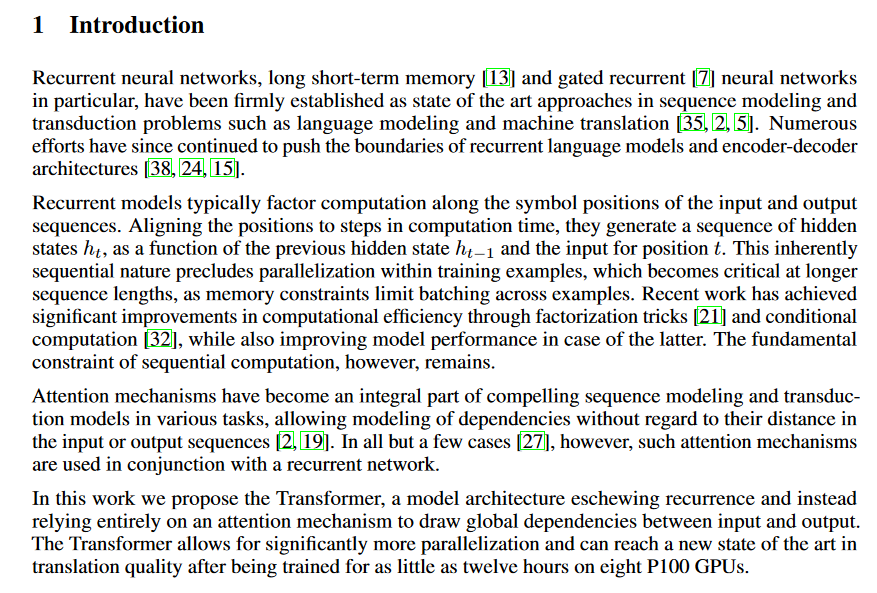 1 Introduction
Recurrent neural networks, long short-term memory [13] and gated recurrent [7] neural networks
in particular, have been firmly established as state of the art approaches in sequence modeling and
transduction problems such as language modeling and machine translation [35, 2, 5]. Numerous
efforts have since continued to push the boundaries of recurrent language models and encoder-decoder
architectures [38, 24, 15].
Recurrent models typically factor computation along the symbol positions of the input and output
sequences. Aligning the positions to steps in computation time, they generate a sequence of hidden
states hₜ, as a function of the previous hidden state hₜ₋₁ and the input for position t. This inherently
sequential nature precludes parallelization within training examples, which becomes critical at longer
sequence lengths, as memory constraints limit batching across examples. Recent work has achieved
significant improvements in computational efficiency through factorization tricks [21] and conditional
computation [32], while also improving model performance in case of the latter. The fundamental
constraint of sequential computation, however, remains.
Attention mechanisms have become an integral part of compelling sequence modeling and transduc-
tion models in various tasks, allowing modeling of dependencies without regard to their distance in
the input or output sequences [2, 19]. In all but a few cases [27], however, such attention mechanisms
are used in conjunction with a recurrent network.
In this work we propose the Transformer, a model architecture eschewing recurrence and instead
relying entirely on an attention mechanism to draw global dependencies between input and output.
The Transformer allows for significantly more parallelization and can reach a new state of the art in
translation quality after being trained for as little as twelve hours on eight P100 GPUs.